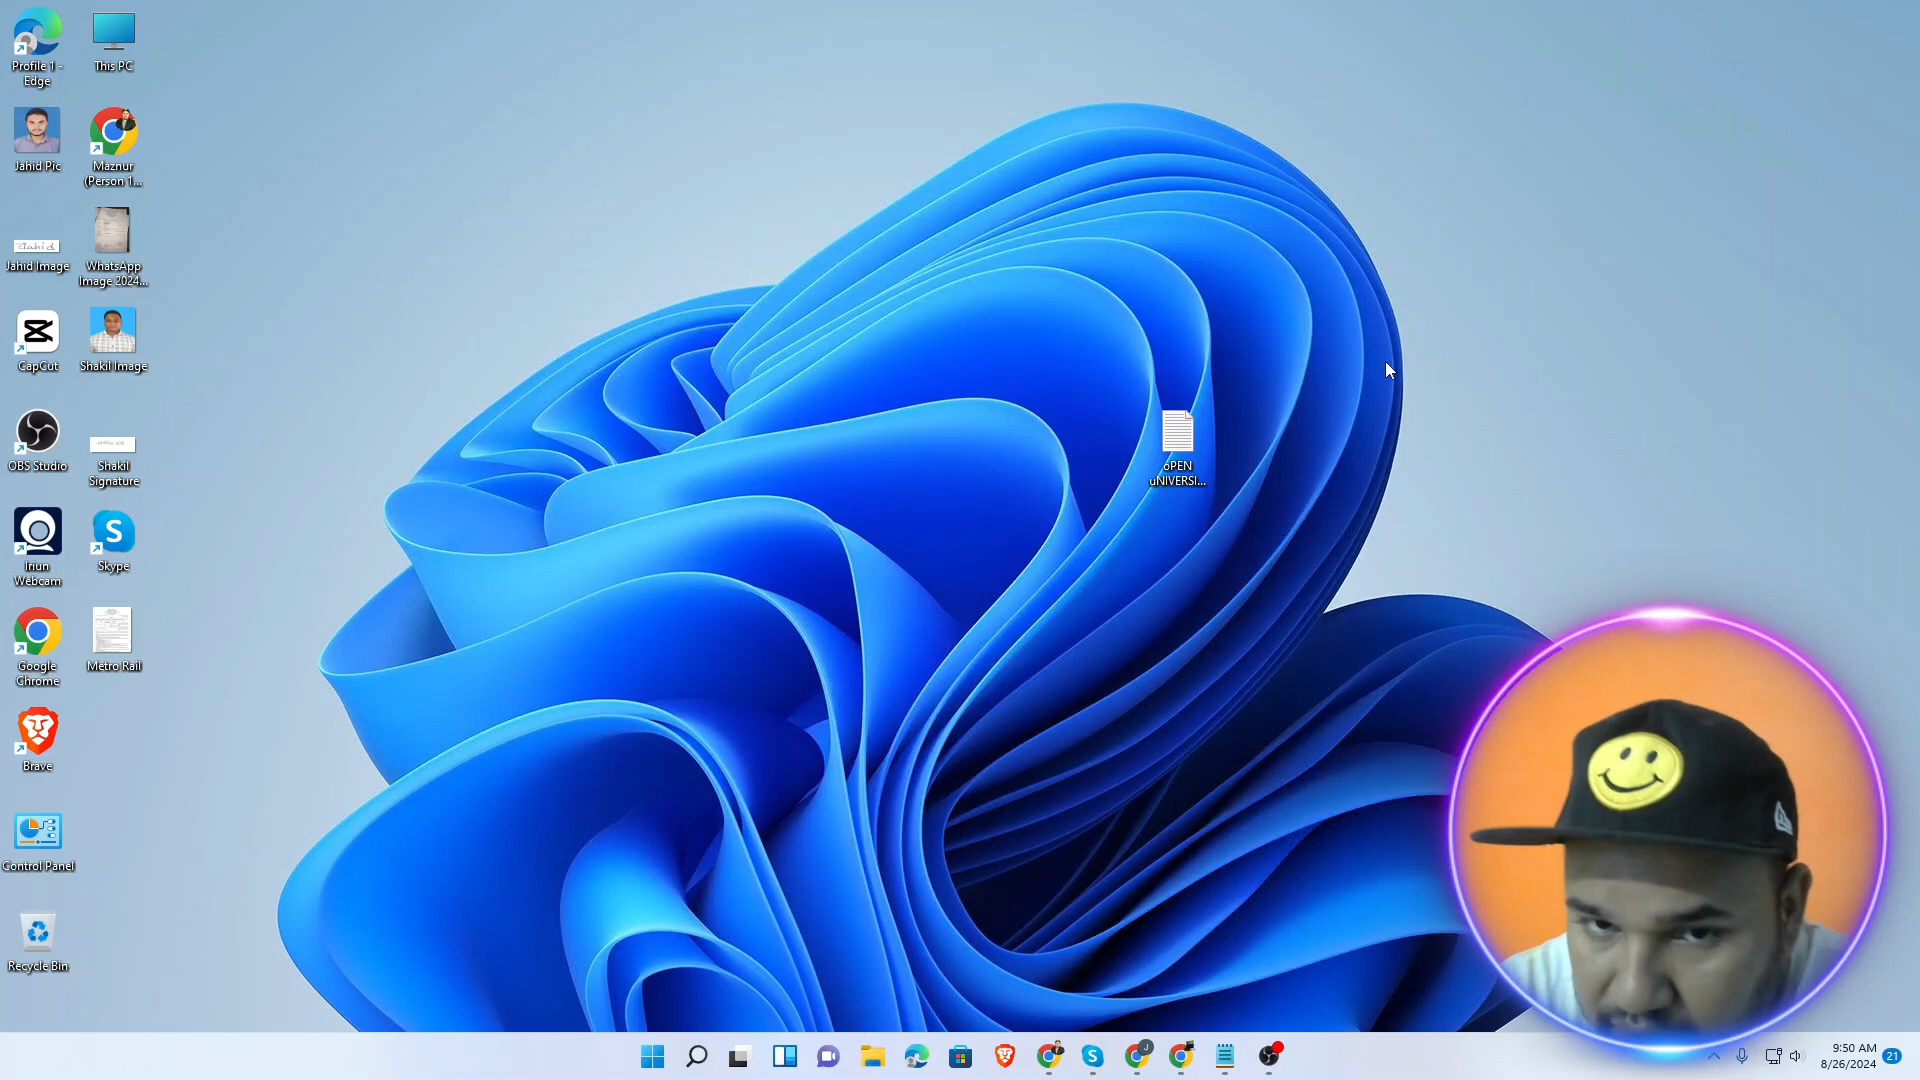 Profile 1 -
Edge
This PC
Jahid Pic
Maznur
(Person 1...
Jahid
Jahid Image
WhatsApp
Image 2024...
CapCut
Shakil Image
OBS Studio
Shakil
Signature
oPEN
uNIVERSI...
Iriun
Webcam
Skype
Google
Chrome
Metro Rail
Brave
Control Panel
Recycle Bin
J
9:50 AM
8/26/2024
21